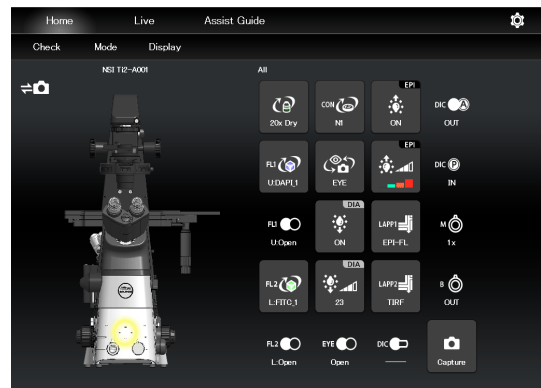 Home Live Assist Guide
Check Mode Display
NSI Ti2-A001
All
EPI
CON
DIC A
20x Dry N1 ON OUT
EPI
FL1
DIC P
U:DAPI_1 EYE IN
DIA
FL1
LAPP1
M
U:Open ON EPI-FL 1x
DIA
FL2
LAPP2
B
L:FITC_1 23 TIRF OUT
FL2 EYE DIC
L:Open Open —— Capture